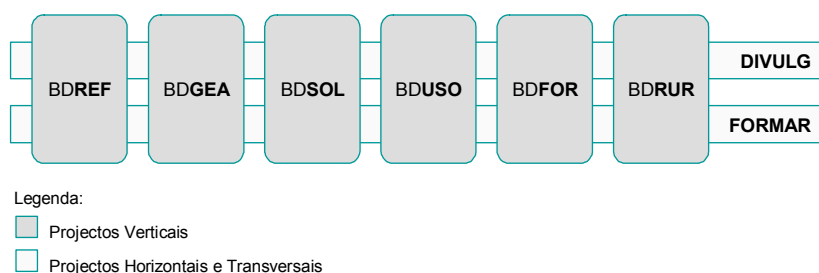 DIVULG
BDREF BDGEA BDSOL BDUSO BDFOR BDRUR
FORMAR
Legenda:
Projectos Verticais
Projectos Horizontais e Transversais